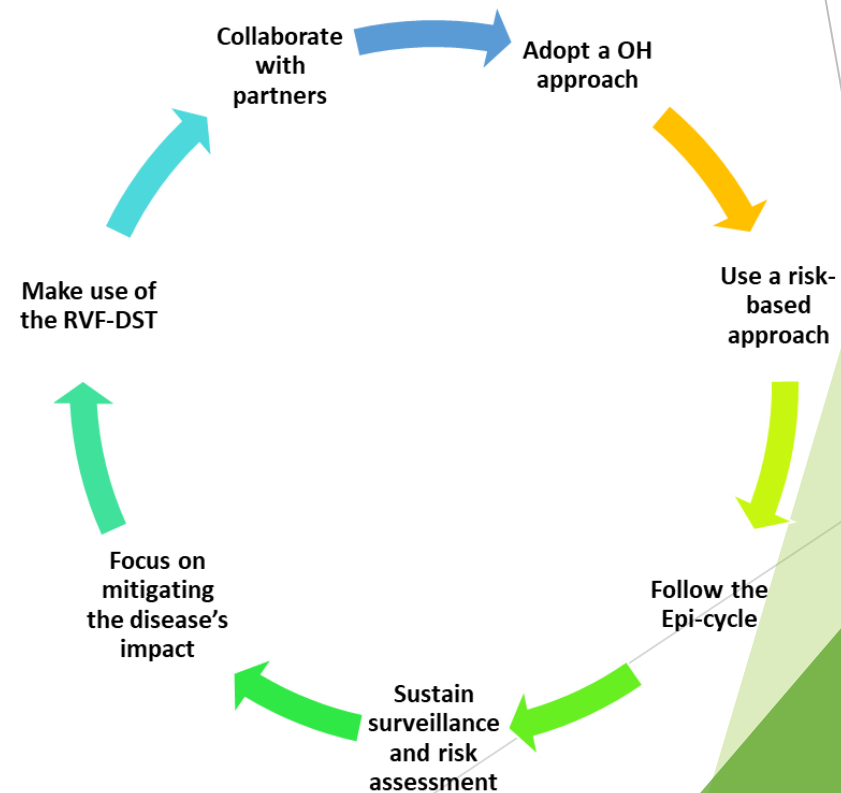 Collaborate
with
partners
Adopt a OH
approach
Use a risk-
based
approach
Follow the
Epi-cycle
Sustain
surveillance
and risk
assessment
Focus on
mitigating
the disease’s
impact
Make use of
the RVF-DST